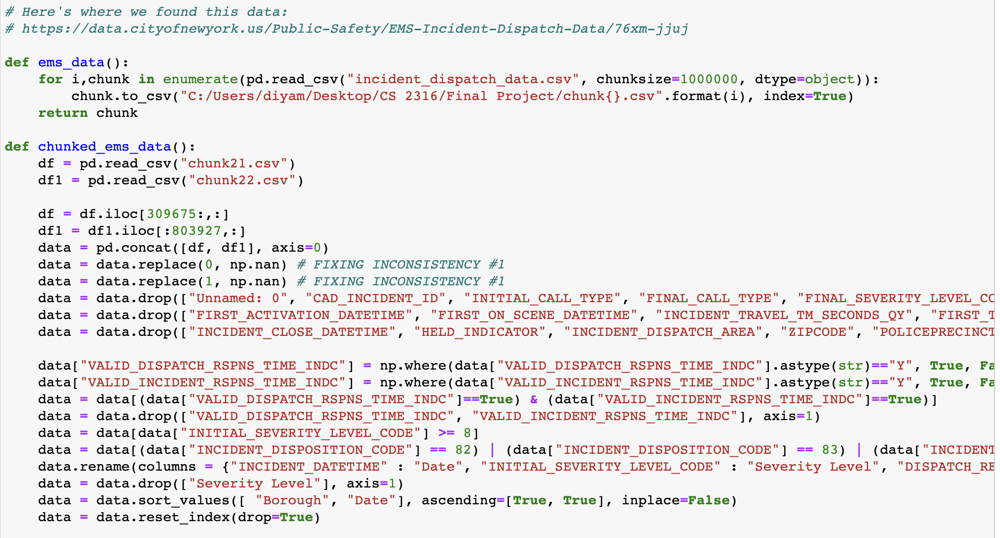 # Here's where we found this data:
# https://data.cityofnewyork.us/Public-Safety/EMS-Incident-Dispatch-Data/76xm-jjuj
def ems_data():
for i,chunk in enumerate(pd.read_csv("incident_dispatch_data.csv", chunksize=1000000, dtype=object)):
chunk.to_csv("C:/Users/diyam/Desktop/CS 2316/Final Project/chunk{}.csv".format(i), index=True)
return chunk
def chunked_ems_data():
df = pd.read_csv("chunk21.csv")
df1 = pd.read_csv("chunk22.csv")
df = df.iloc[309675:,:]
df1 = df1.iloc[:803927,:]
data = pd.concat([df, df1], axis=0)
data = data.replace(0, np.nan) # FIXING INCONSISTENCY #1
data = data.replace(1, np.nan) # FIXING INCONSISTENCY #1
data = data.drop(["Unnamed: 0", "CAD_INCIDENT_ID", "INITIAL_CALL_TYPE", "FINAL_CALL_TYPE", "FINAL_SEVERITY_LEVEL_CO
data = data.drop(["FIRST_ACTIVATION_DATETIME", "FIRST_ON_SCENE_DATETIME", "INCIDENT_TRAVEL_TM_SECONDS_QY", "FIRST_T
data = data.drop(["INCIDENT_CLOSE_DATETIME", "HELD_INDICATOR", "INCIDENT_DISPATCH_AREA", "ZIPCODE", "POLICEPRECINCT
data["VALID_DISPATCH_RSPNS_TIME_INDC"] = np.where(data["VALID_DISPATCH_RSPNS_TIME_INDC"].astype(str)=="Y", True, Fa
data["VALID_INCIDENT_RSPNS_TIME_INDC"] = np.where(data["VALID_INCIDENT_RSPNS_TIME_INDC"].astype(str)=="Y", True, Fa
data = data[(data["VALID_DISPATCH_RSPNS_TIME_INDC"]==True) & (data["VALID_INCIDENT_RSPNS_TIME_INDC"]==True)]
data = data.drop(["VALID_DISPATCH_RSPNS_TIME_INDC", "VALID_INCIDENT_RSPNS_TIME_INDC"], axis=1)
data = data[data["INITIAL_SEVERITY_LEVEL_CODE"] >= 8]
data = data[(data["INCIDENT_DISPOSITION_CODE"] == 82) | (data["INCIDENT_DISPOSITION_CODE"] == 83) | (data["INCIDENT
data.rename(columns = {"INCIDENT_DATETIME" : "Date", "INITIAL_SEVERITY_LEVEL_CODE" : "Severity Level", "DISPATCH_RE
data = data.drop(["Severity Level"], axis=1)
data = data.sort_values([ "Borough", "Date"], ascending=[True, True], inplace=False)
data = data.reset_index(drop=True)